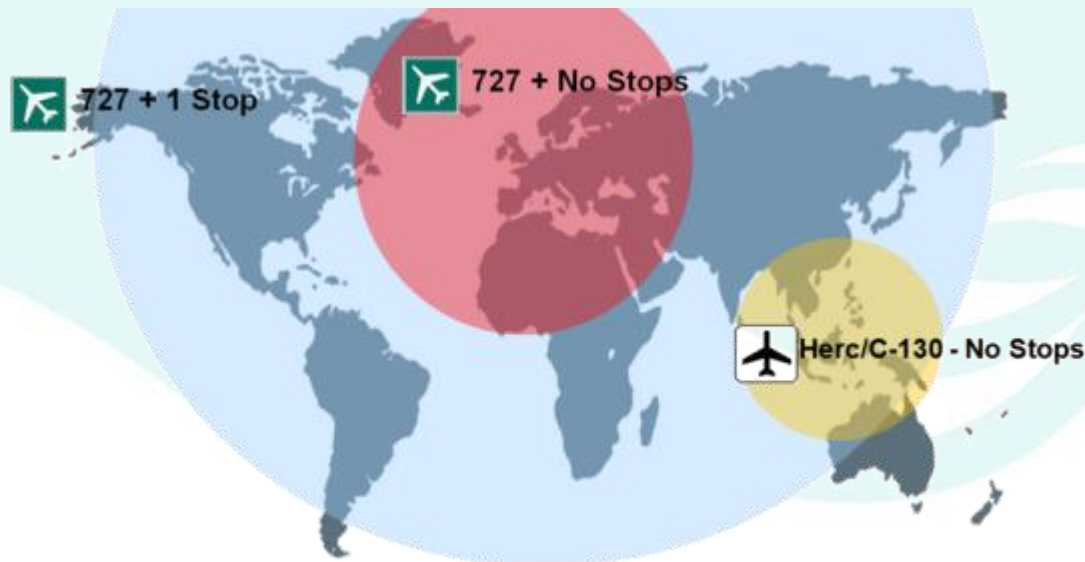 727 + 1 Stop
727 + No Stops
Herc/C-130 - No Stops